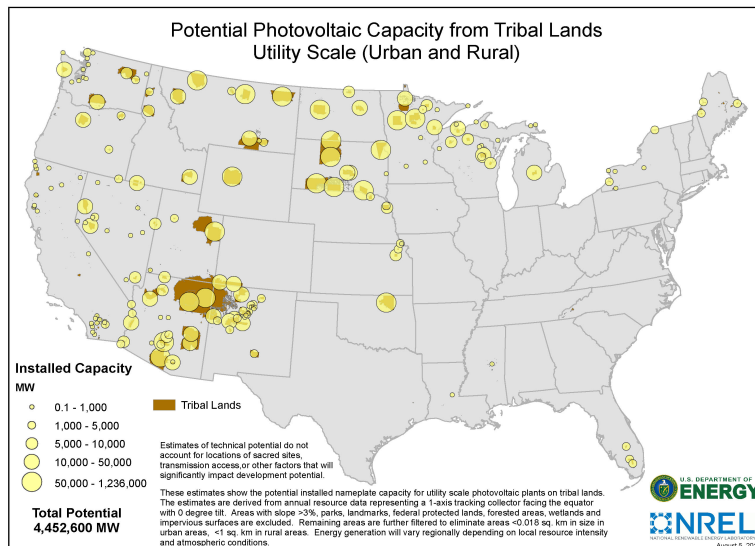 Potential Photovoltaic Capacity from Tribal Lands
Utility Scale (Urban and Rural)
Installed Capacity
MW
0.1 - 1,000
1,000 - 5,000
5,000 - 10,000
10,000 - 50,000
50,000 - 1,236,000
Total Potential
4,452,600 MW
Tribal Lands
Estimates of technical potential do not
account for locations of sacred sites,
transmission access,or other factors that will
significantly impact development potential.
These estimates show the potential installed nameplate capacity for utility scale photovoltaic plants on tribal lands.
The estimates are derived from annual resource data representing a 1-axis tracking collector facing the equator
with 0 degree tilt. Areas with slope >3%, parks, landmarks, federal protected lands, forested areas, wetlands and
impervious surfaces are excluded. Remaining areas are further filtered to eliminate areas <0.018 sq. km in size in
urban areas, <1 sq. km in rural areas. Energy generation will vary regionally depending on local resource intensity
and atmospheric conditions.
U.S. DEPARTMENT OF
ENERGY
NREL
NATIONAL RENEWABLE ENERGY LABORATORY
August 5, 20